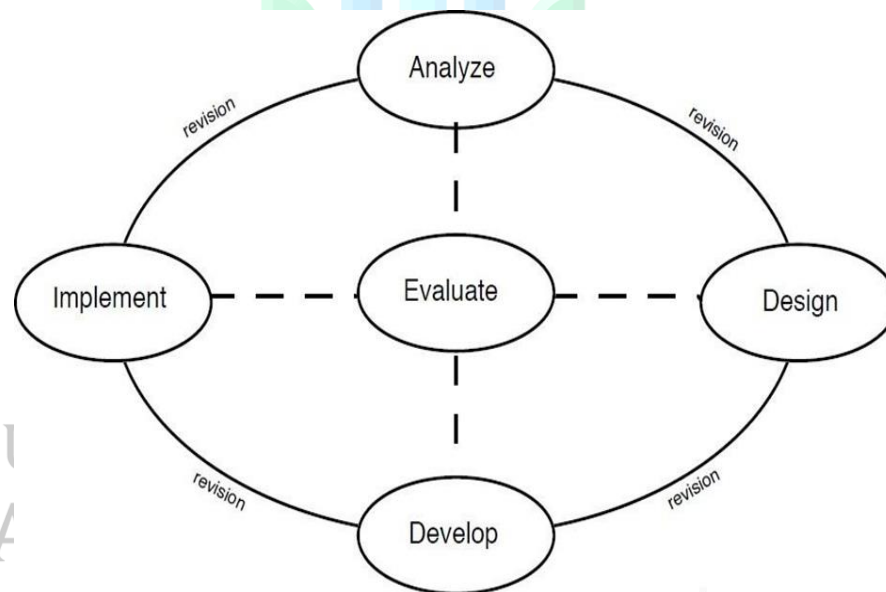 Analyze
revision
revision
Implement
Evaluate
Design
revision
revision
Develop